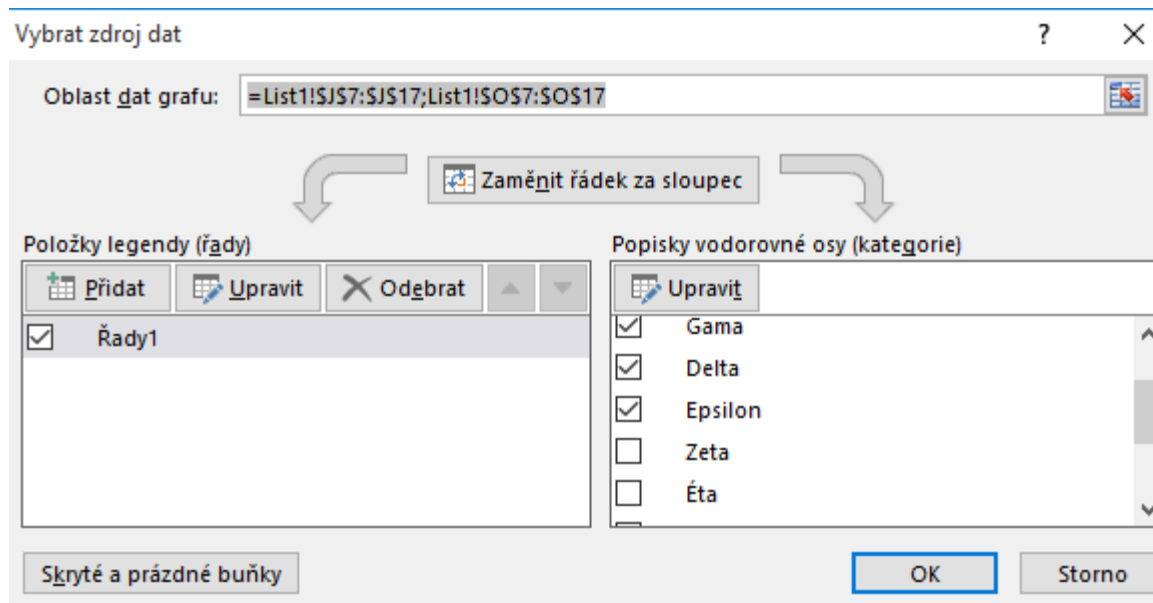 Vybrat zdroj dat ?
Oblast dat grafu: =List1!$J$7:$J$17;List1!$O$7:$O$17
Zaměnit řádek za sloupec
Položky legendy (řady)
Přidat Upravit Odebrat
Řady1
Popisky vodorovné osy (kategorie)
Upravit
Gama
Delta
Epsilon
Zeta
Éta
Skryté a prázdné buňky OK Storno